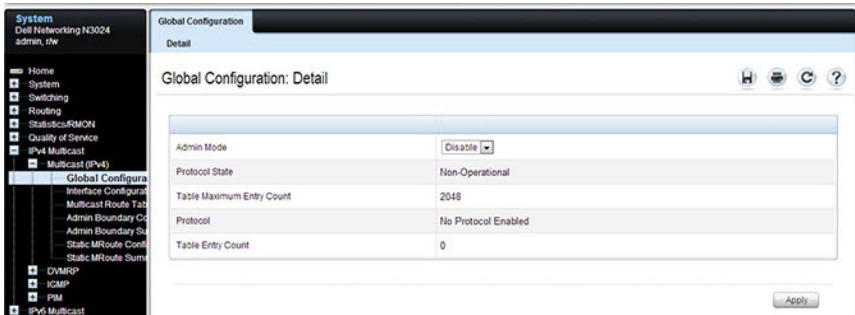 System
Dell Networking N3024
admin, r/w
Home
System
Switching
Routing
Statistics/RMON
Quality of Service
IPv4 Multicast
Multicast (IPv4)
Global Configura
Interface Configurat
Multicast Route Tab
Admin Boundary Co
Admin Boundary Su
Static MRoute Confi
Static MRoute Sum
DVMRP
IGMP
PIM
IPv6 Multicast
Global Configuration
Detail
Global Configuration: Detail
?
Admin Mode Disable
Protocol State Non-Operational
Table Maximum Entry Count 2048
Protocol No Protocol Enabled
Table Entry Count 0
Apply